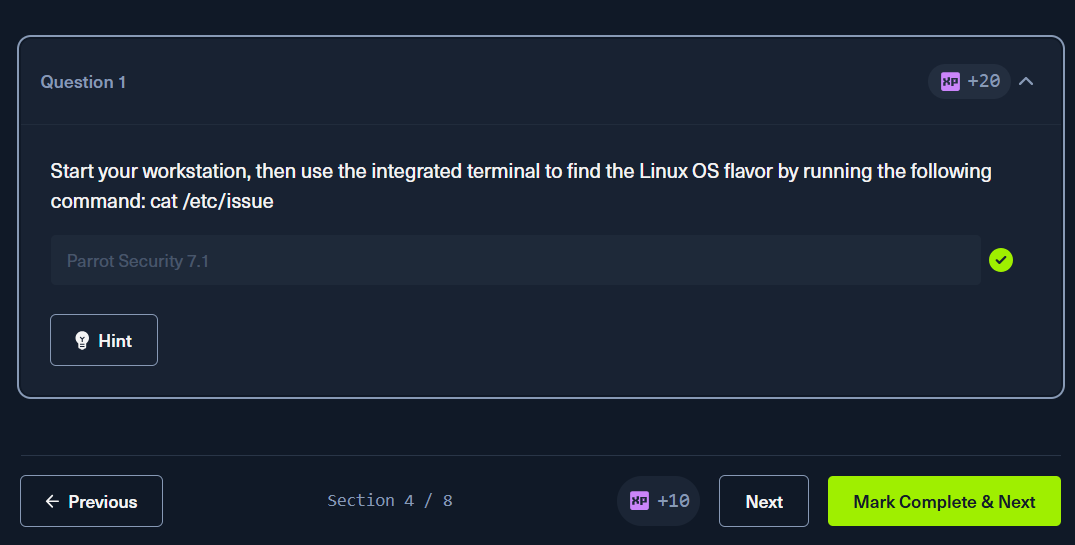 Question 1
XP +20
Start your workstation, then use the integrated terminal to find the Linux OS flavor by running the following
command: cat /etc/issue
Parrot Security 7.1
Hint
← Previous
Section 4 / 8
XP +10
Next
Mark Complete & Next